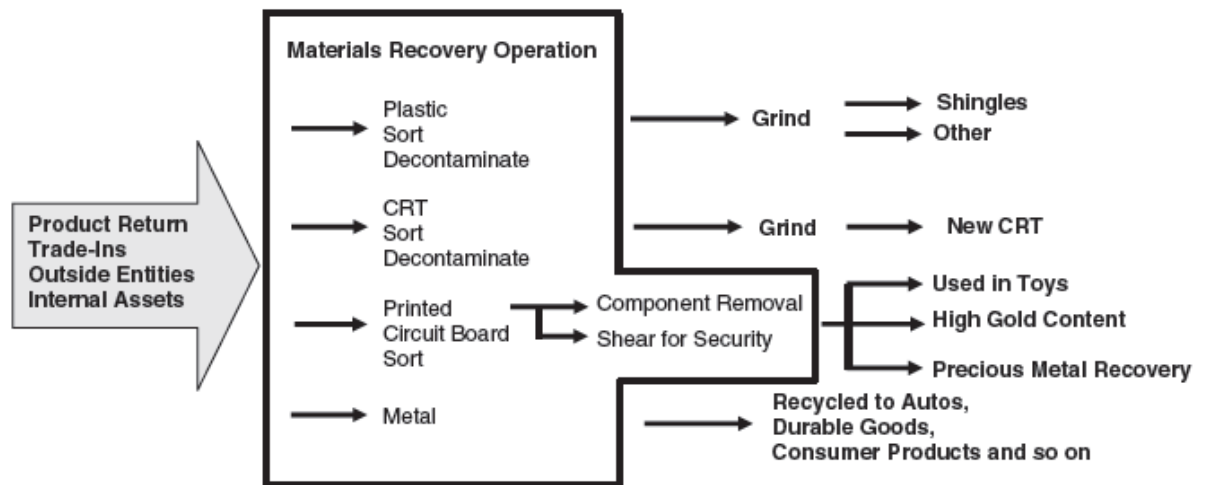 Materials Recovery Operation
Plastic
Sort
Decontaminate
Grind
Shingles
Other
Product Return
Trade-Ins
Outside Entities
Internal Assets
CRT
Sort
Decontaminate
Grind
New CRT
Printed
Circuit Board
Sort
Component Removal
Shear for Security
Used in Toys
High Gold Content
Precious Metal Recovery
Metal
Recycled to Autos,
Durable Goods,
Consumer Products and so on